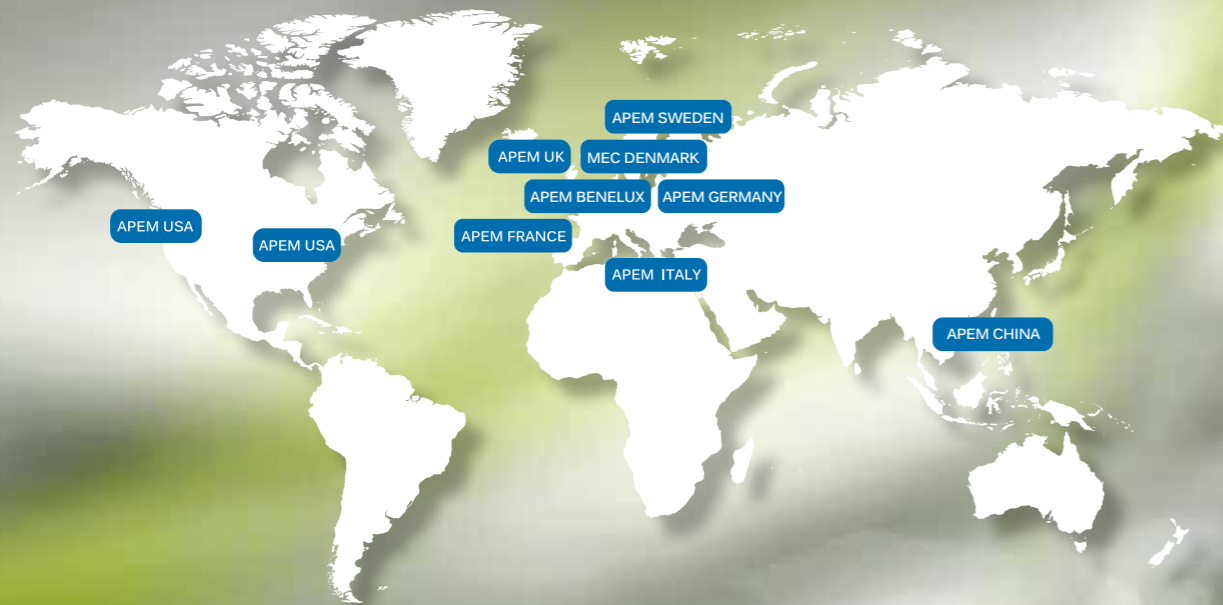 APEM SWEDEN
APEM UK
MEC DENMARK
APEM BENELUX
APEM GERMANY
APEM USA
APEM USA
APEM FRANCE
APEM ITALY
APEM CHINA